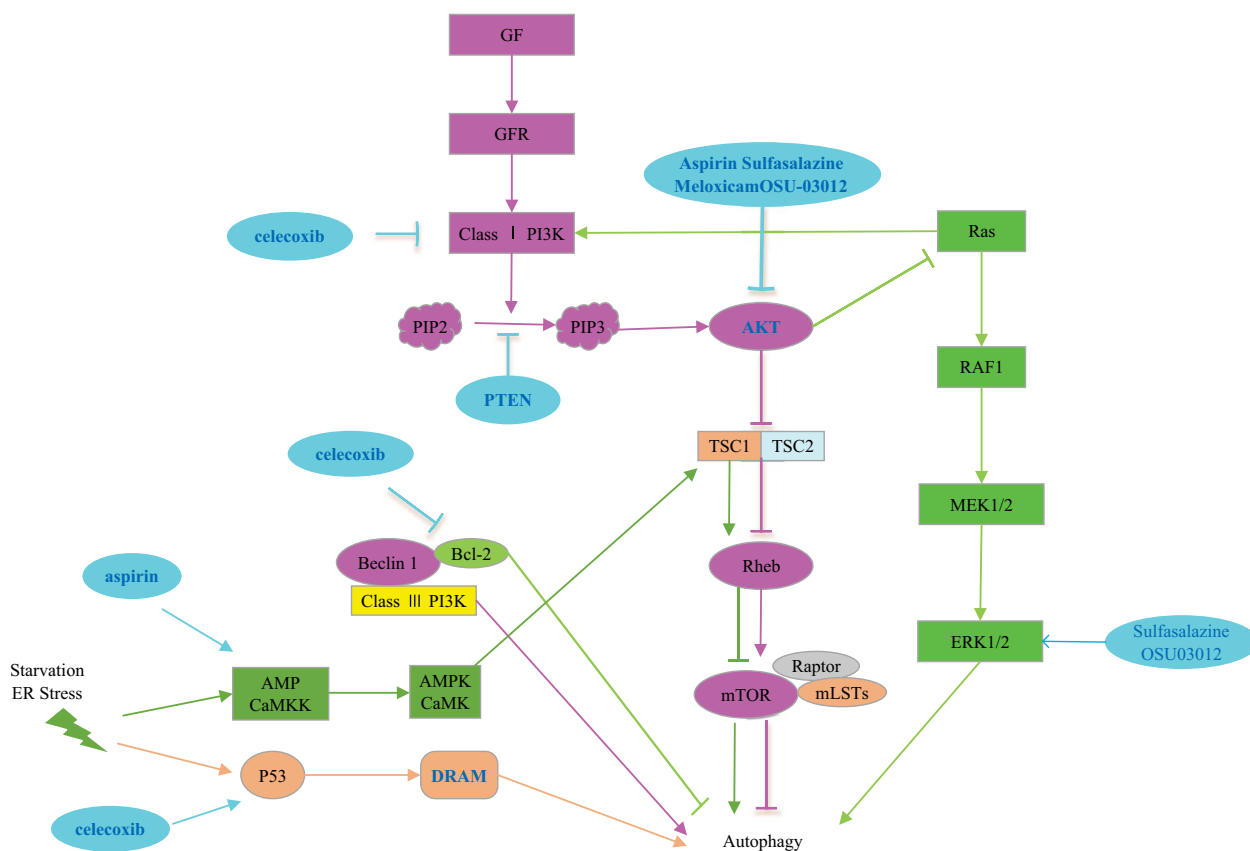 GF
GFR
Aspirin Sulfasalazine
MeloxicamOSU-03012
celecoxib
Class Ⅰ PI3K
Ras
PIP2
PIP3
AKT
RAF1
PTEN
TSC1
TSC2
celecoxib
MEK1/2
Beclin 1
Bcl-2
Rheb
aspirin
Class Ⅲ PI3K
ERK1/2
Sulfasalazine
OSU03012
Starvation
ER Stress
AMP
CaMKK
AMPK
CaMK
Raptor
mTOR
mLSTs
P53
DRAM
celecoxib
Autophagy